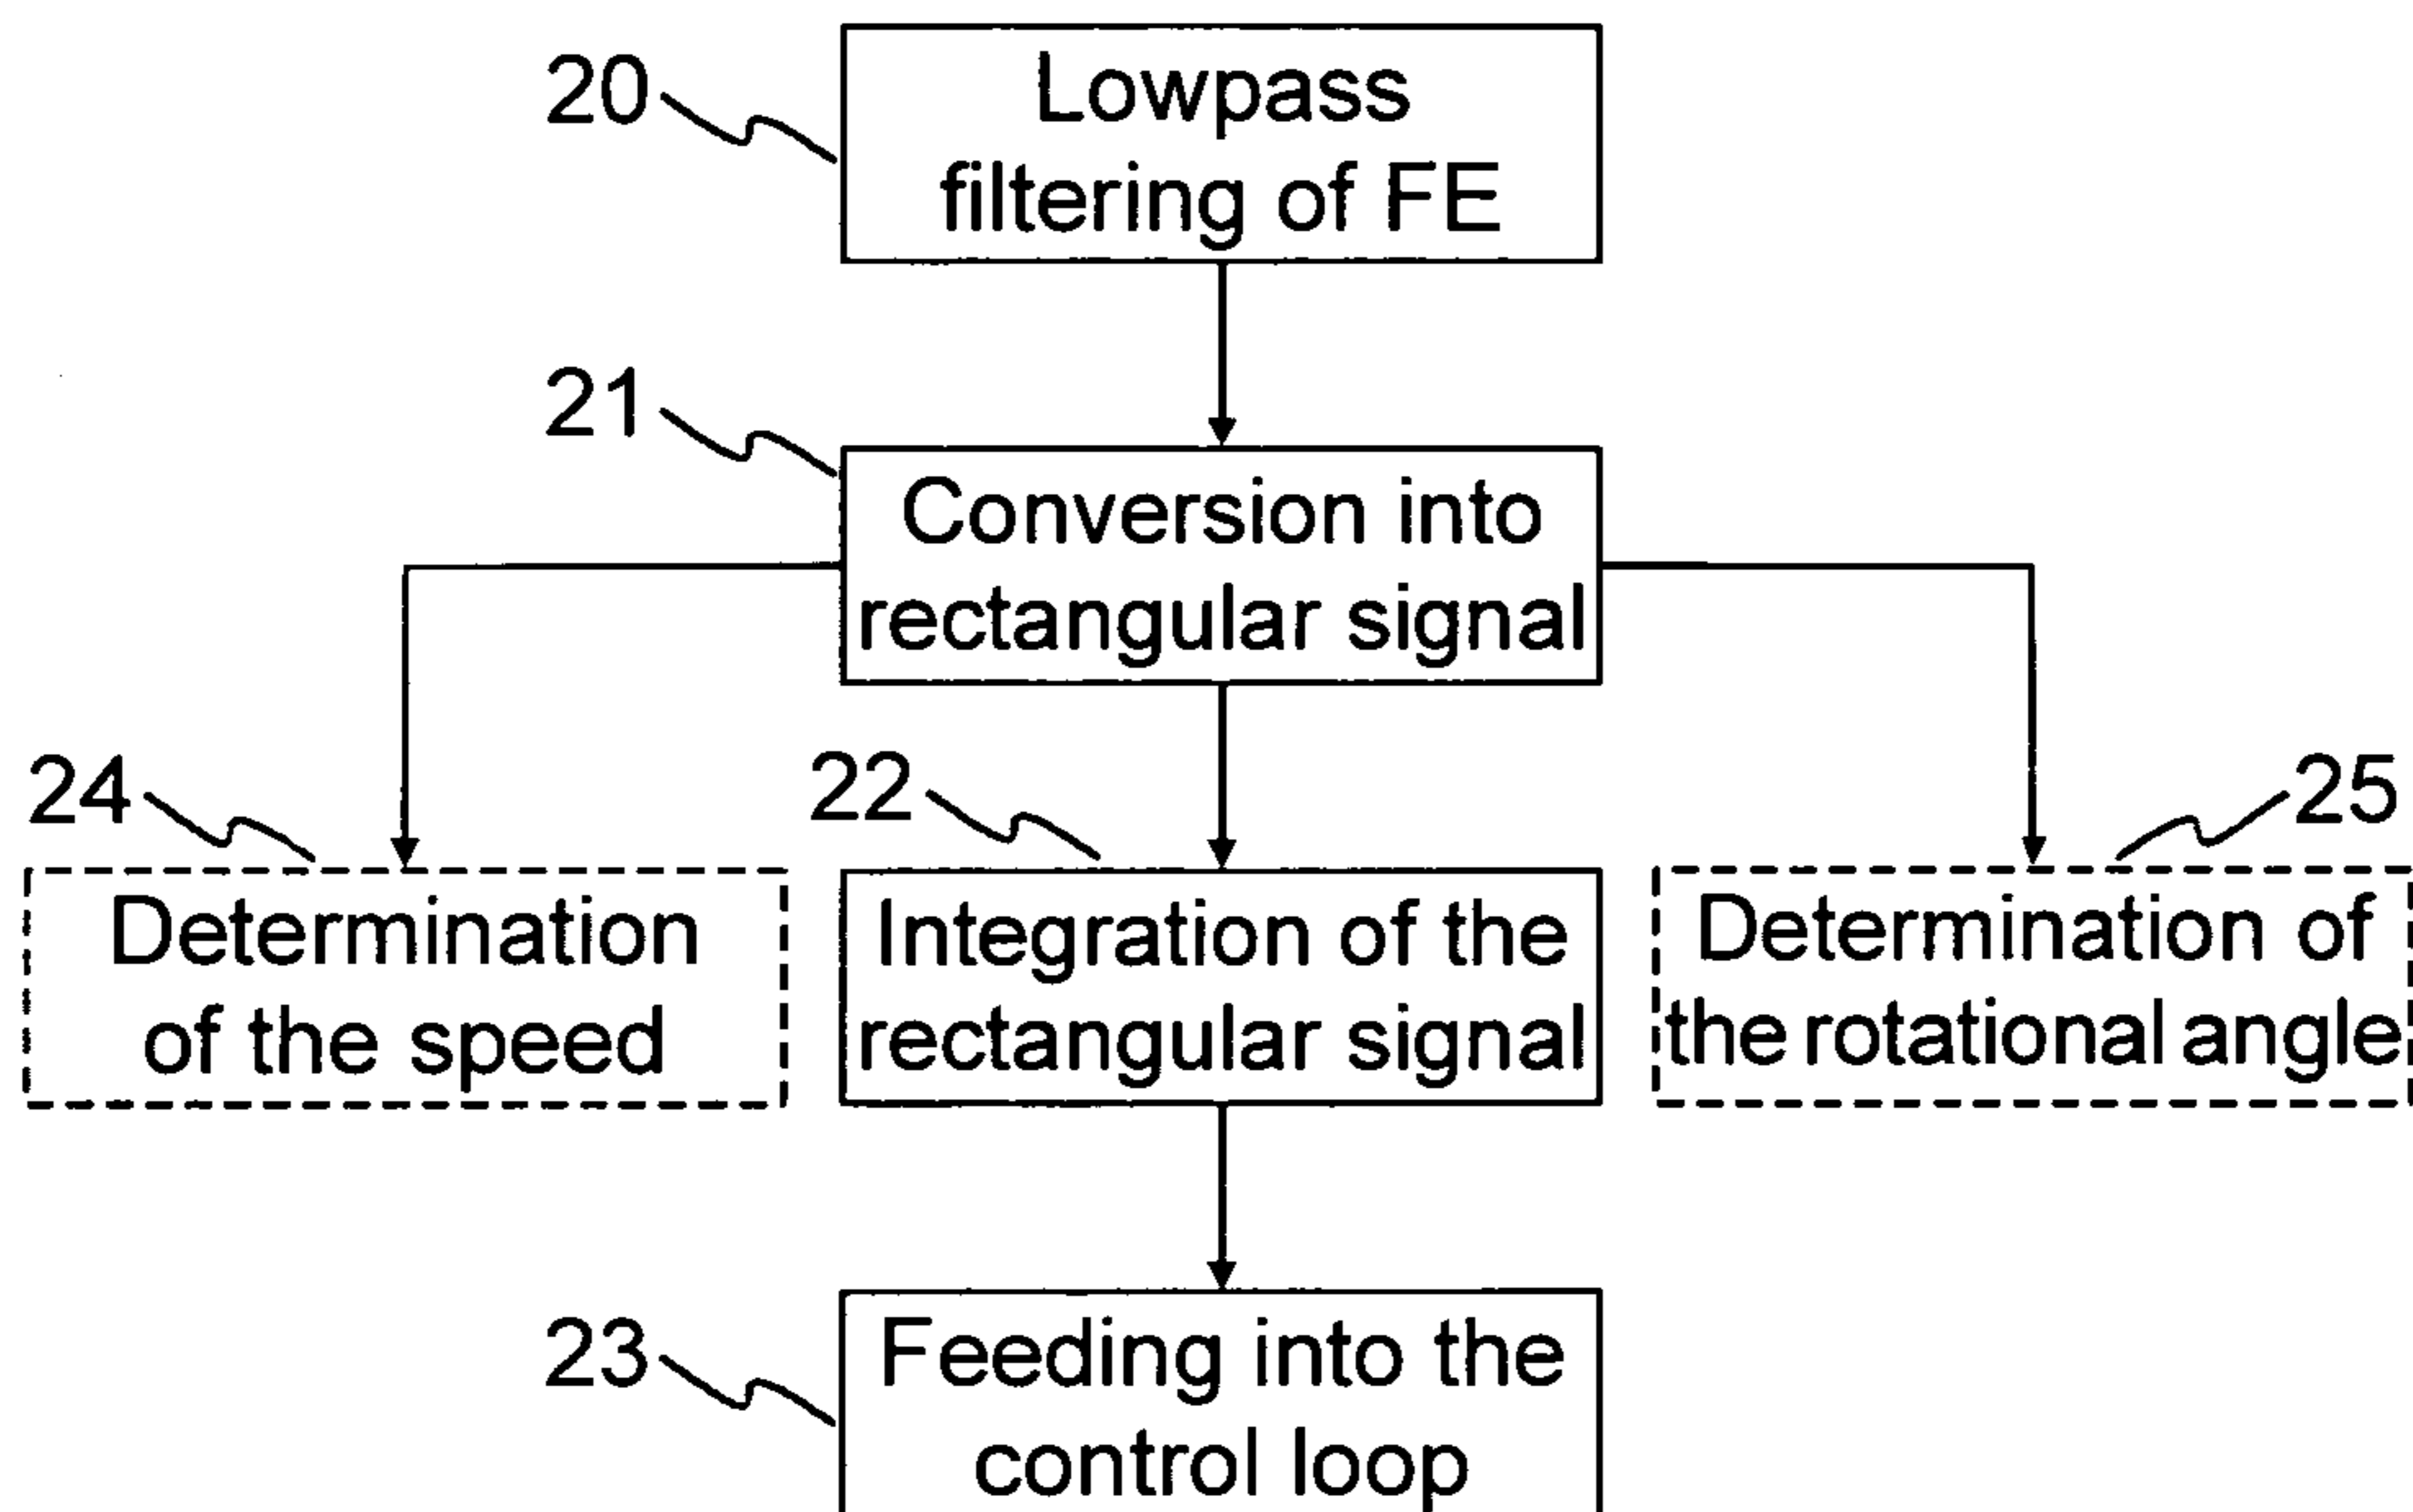 20
Lowpass
filtering of FE
21
Conversion into
rectangular signal
24
Determination
of the speed
22
Integration of the
rectangular signal
25
Determination of
the rotational angle
23
Feeding into the
control loop